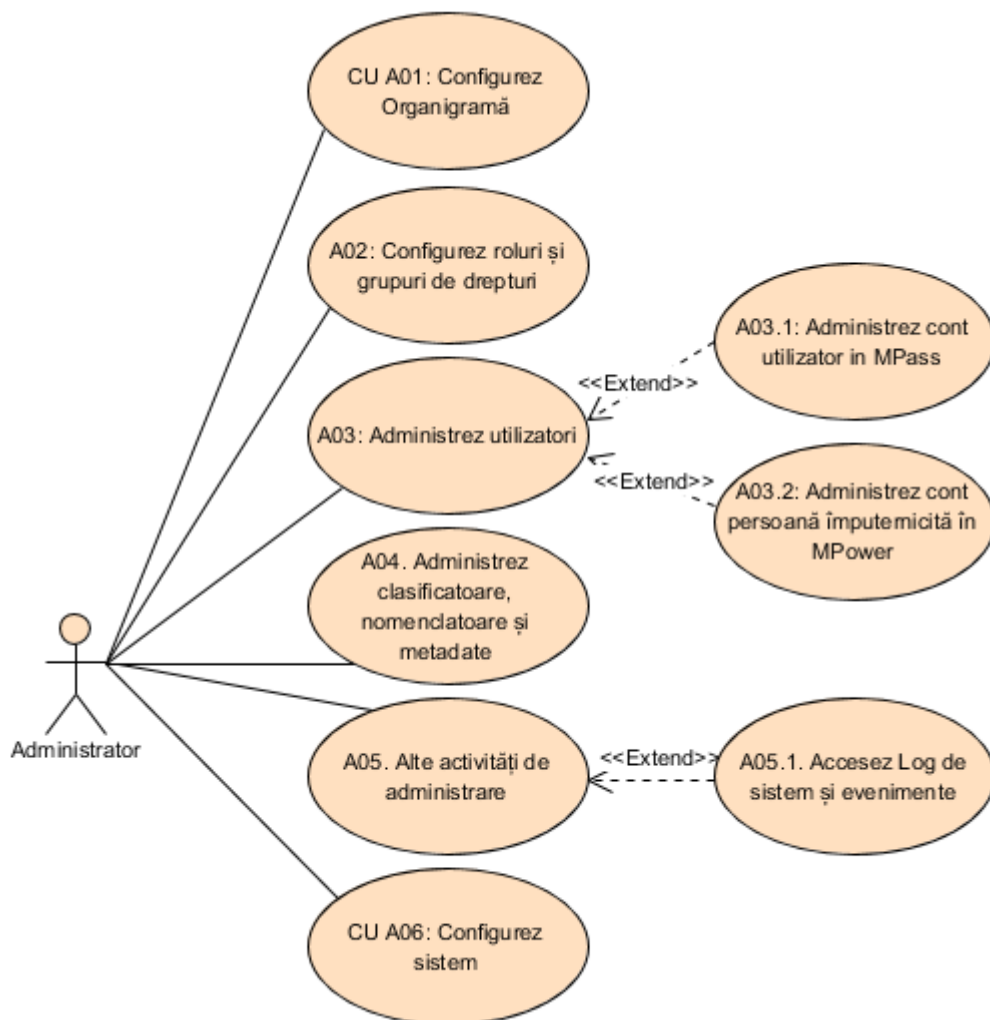 CU A01: Configurez
Organigramă
A02: Configurez roluri și
grupuri de drepturi
A03.1: Administrez cont
utilizator in MPass
<<Extend>>
A03: Administrez utilizatori
<<Extend>>
A03.2: Administrez cont
persoană împuternicită în
MPower
A04. Administrez
clasificatoare,
nomenclatoare și
metadate
Administrator
A05. Alte activități de
administrare
<<Extend>>
A05.1. Accesez Log de
sistem și evenimente
CU A06: Configurez
sistem